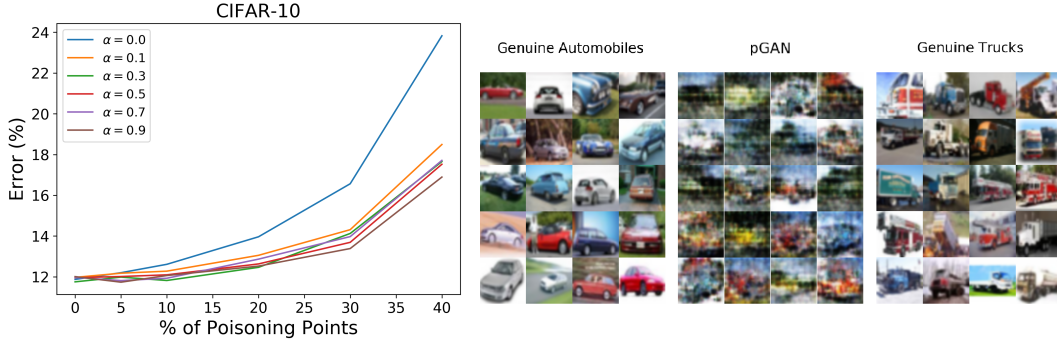 CIFAR-10
24
22
20
18
16
14
12
α = 0.0
α = 0.1
α = 0.3
α = 0.5
α = 0.7
α = 0.9
Error (%)
0 5 10 15 20 25 30 35 40
% of Poisoning Points
Genuine Automobiles
pGAN
Genuine Trucks